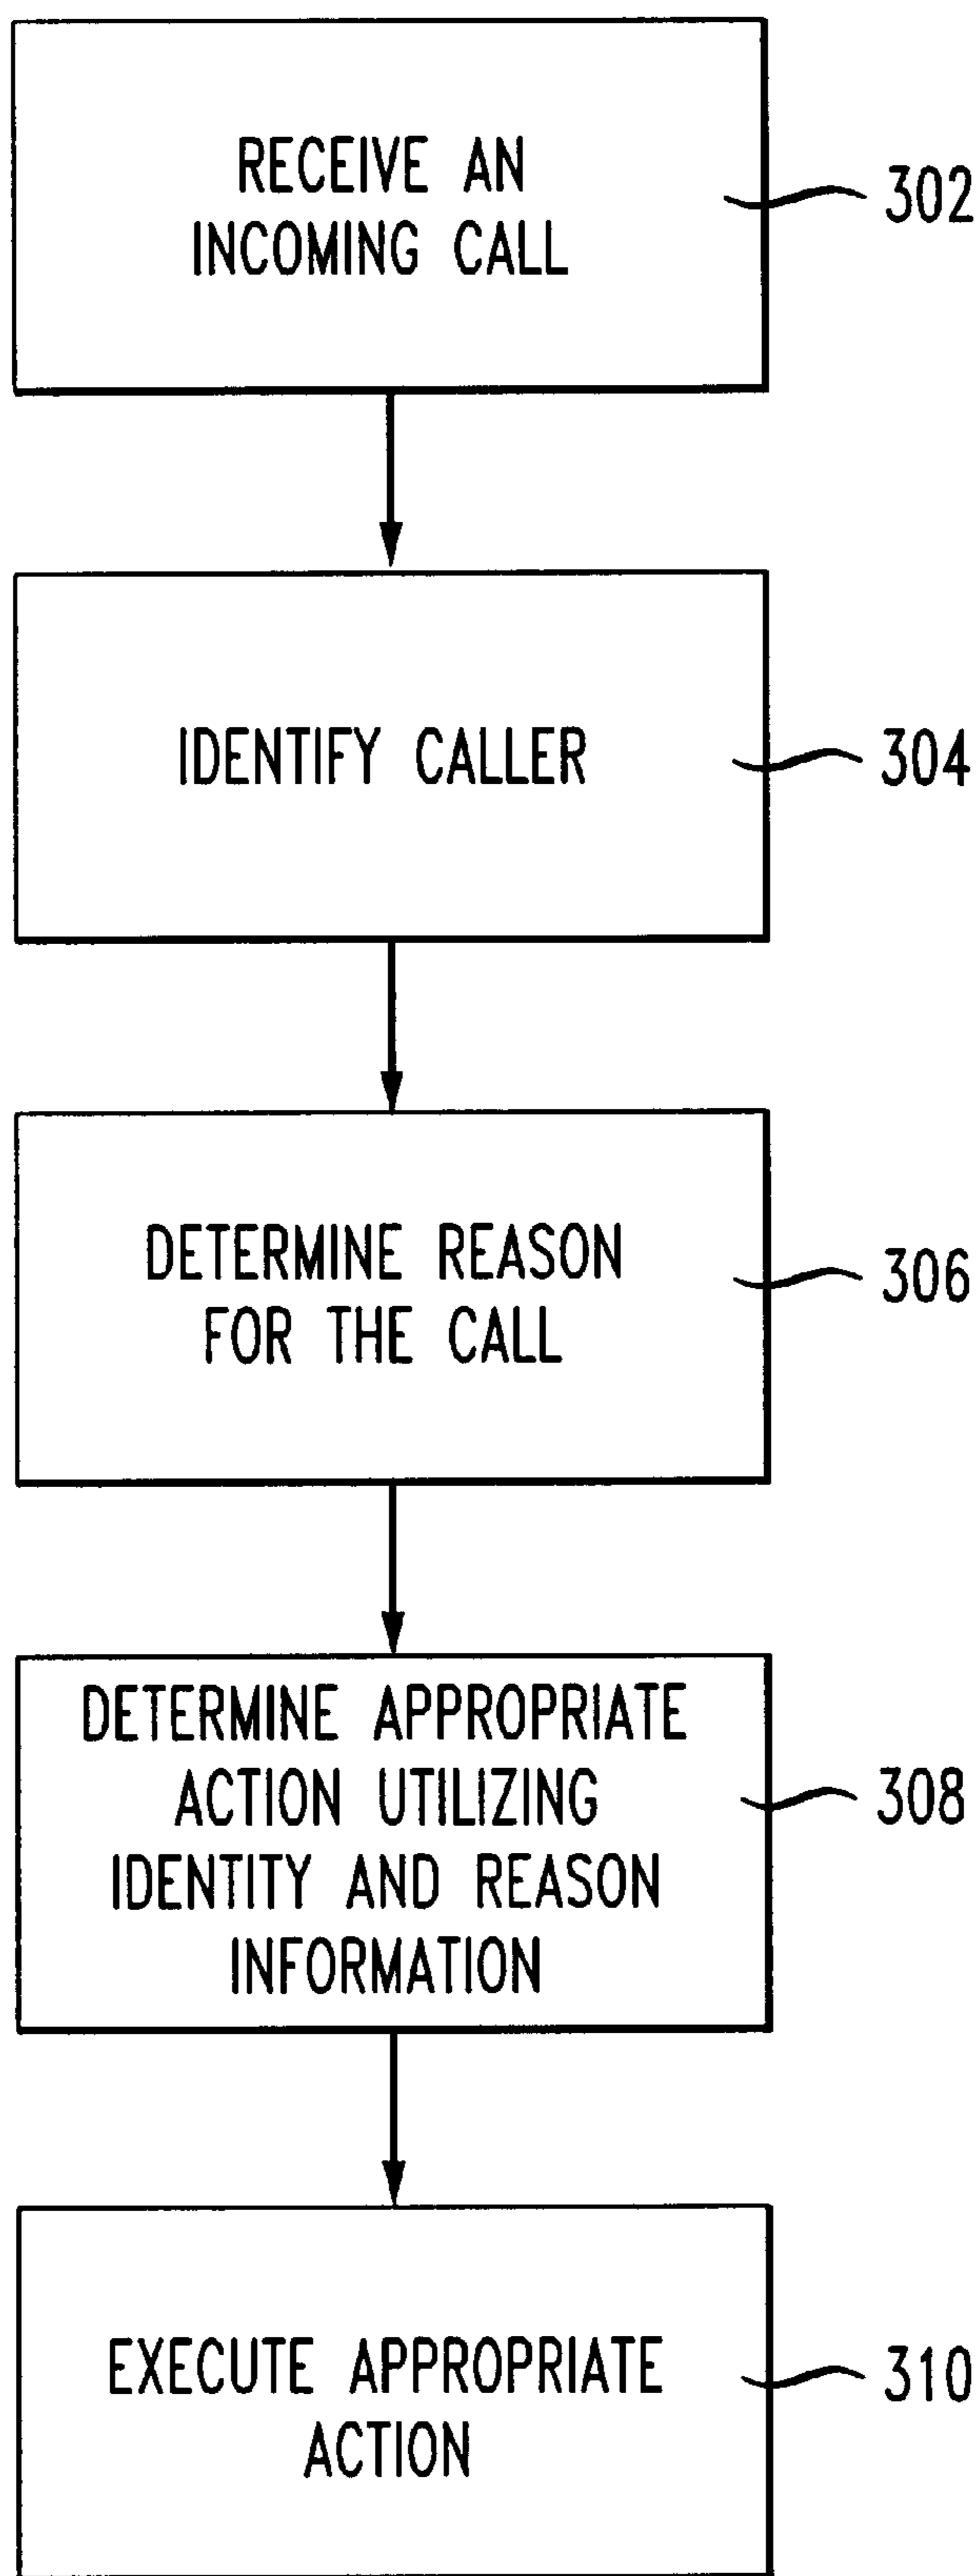 RECEIVE AN
INCOMING CALL
302
IDENTIFY CALLER
304
DETERMINE REASON
FOR THE CALL
306
DETERMINE APPROPRIATE
ACTION UTILIZING
IDENTITY AND REASON
INFORMATION
308
EXECUTE APPROPRIATE
ACTION
310